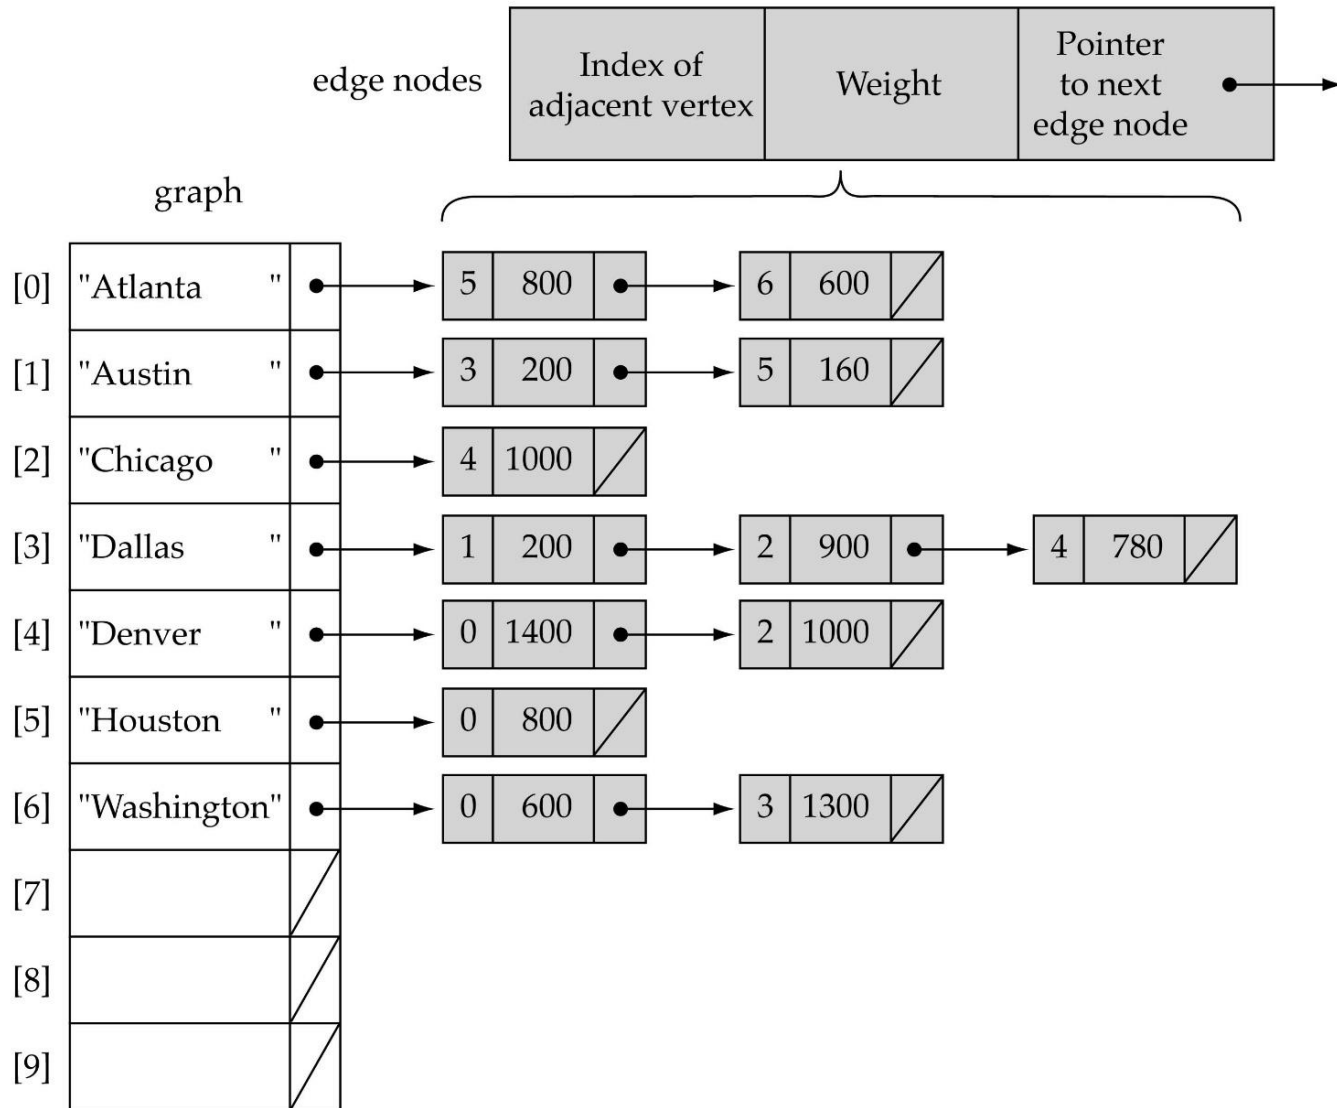 edge nodes
Index of
adjacent vertex
Weight
Pointer
to next
edge node
graph
[0] "Atlanta " 5 800 6 600
[1] "Austin " 3 200 5 160
[2] "Chicago " 4 1000
[3] "Dallas " 1 200 2 900 4 780
[4] "Denver " 0 1400 2 1000
[5] "Houston " 0 800
[6] "Washington" 0 600 3 1300
[7]
[8]
[9]